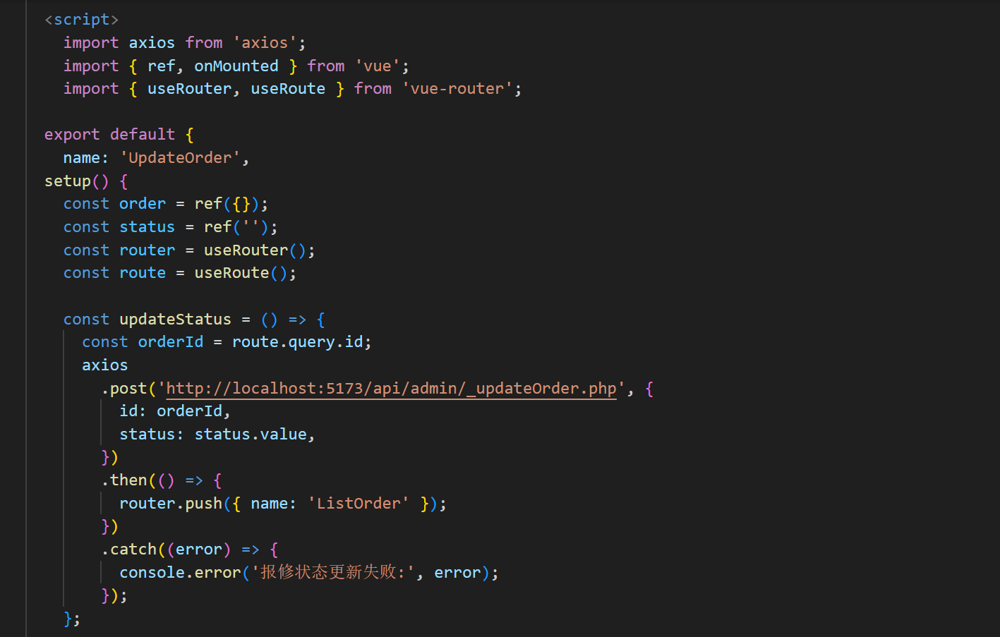 <script>
import axios from 'axios';
import { ref, onMounted } from 'vue';
import { useRouter, useRoute } from 'vue-router';
export default {
name: 'UpdateOrder',
setup() {
const order = ref({});
const status = ref('');
const router = useRouter();
const route = useRoute();
const updateStatus = () => {
const orderId = route.query.id;
axios
.post('http://localhost:5173/api/admin/_updateOrder.php', {
id: orderId,
status: status.value,
})
.then(() => {
router.push({ name: 'ListOrder' });
})
.catch((error) => {
console.error('报修状态更新失败:', error);
});
};